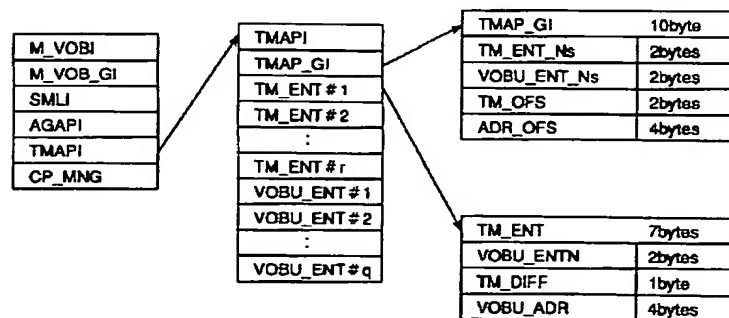 M_VOBI
M_VOB_GI
SMLI
AGAPI
TMAPI
CP_MNG
TMAPI
TMAP_GI
TM_ENT#1
TM_ENT#2
:
TM_ENT#r
VOBU_ENT#1
VOBU_ENT#2
:
VOBU_ENT#q
TMAP_GI 10byte
TM_ENT_Ns 2bytes
VOBU_ENT_Ns 2bytes
TM_OFS 2bytes
ADR_OFS 4bytes
TM_ENT 7bytes
VOBU_ENTN 2bytes
TM_DIFF 1byte
VOBU_ADR 4bytes